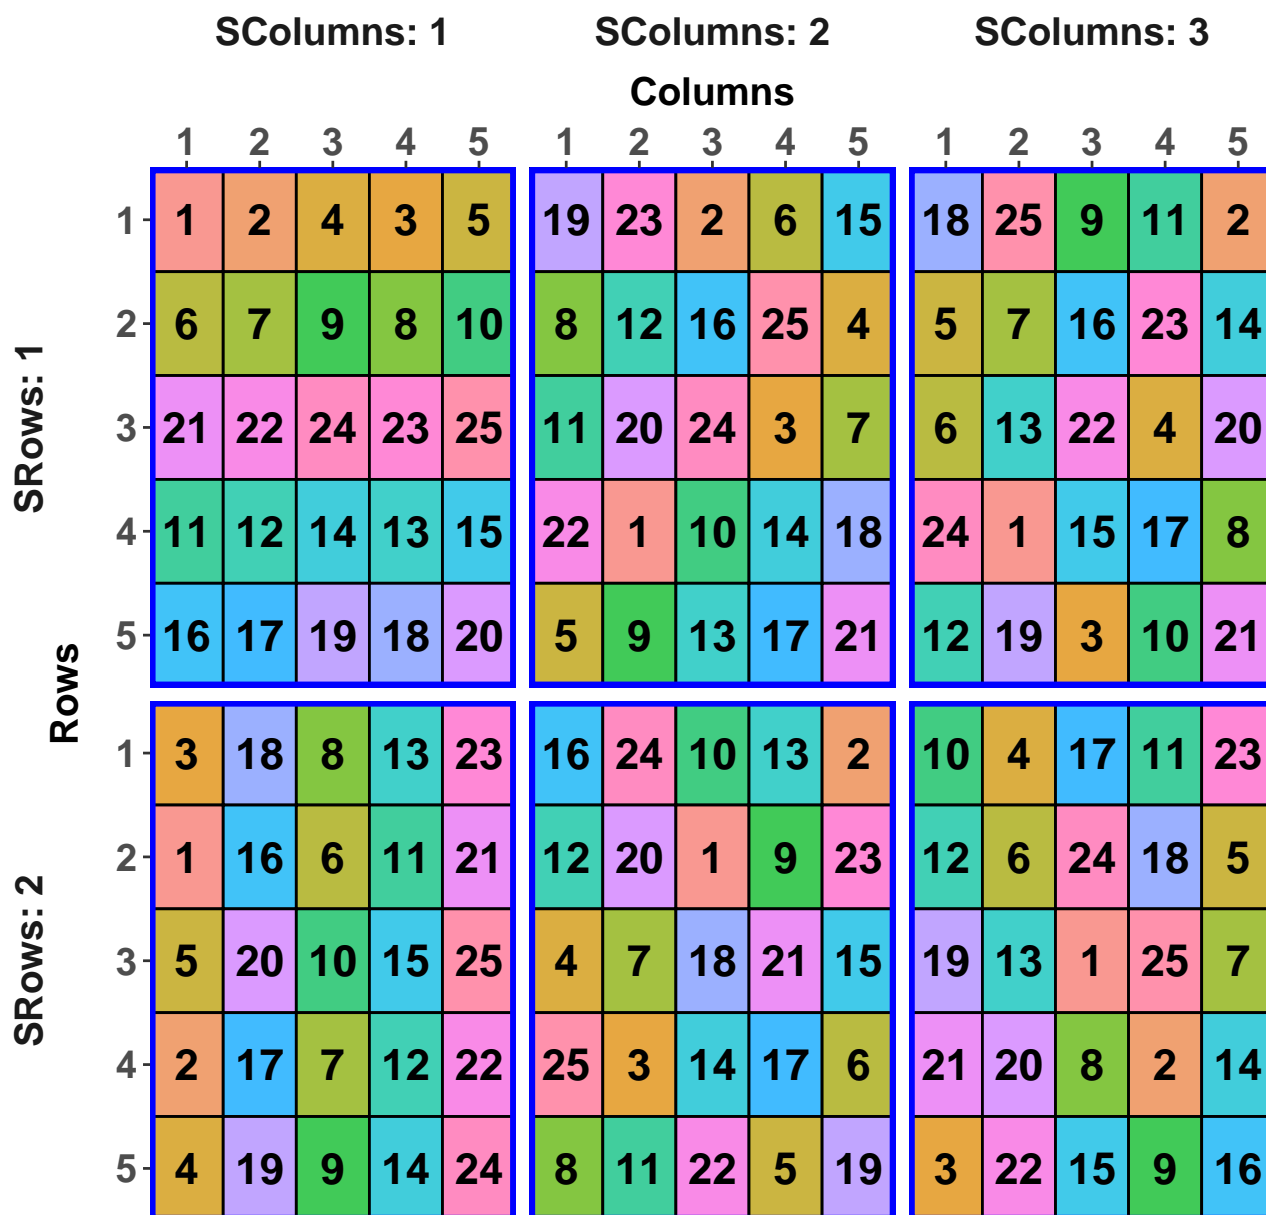 SColumns: 1 SColumns: 2 SColumns: 3
Columns
1 2 3 4 5 1 2 3 4 5 1 2 3 4 5
SRows: 1
1 1 2 4 3 5 19 23 2 6 15 18 25 9 11 2
2 6 7 9 8 10 8 12 16 25 4 5 7 16 23 14
3 21 22 24 23 25 11 20 24 3 7 6 13 22 4 20
4 11 12 14 13 15 22 1 10 14 18 24 1 15 17 8
5 16 17 19 18 20 5 9 13 17 21 12 19 3 10 21
Rows
SRows: 2
1 3 18 8 13 23 16 24 10 13 2 10 4 17 11 23
2 1 16 6 11 21 12 20 1 9 23 12 6 24 18 5
3 5 20 10 15 25 4 7 18 21 15 19 13 1 25 7
4 2 17 7 12 22 25 3 14 17 6 21 20 8 2 14
5 4 19 9 14 24 8 11 22 5 19 3 22 15 9 16